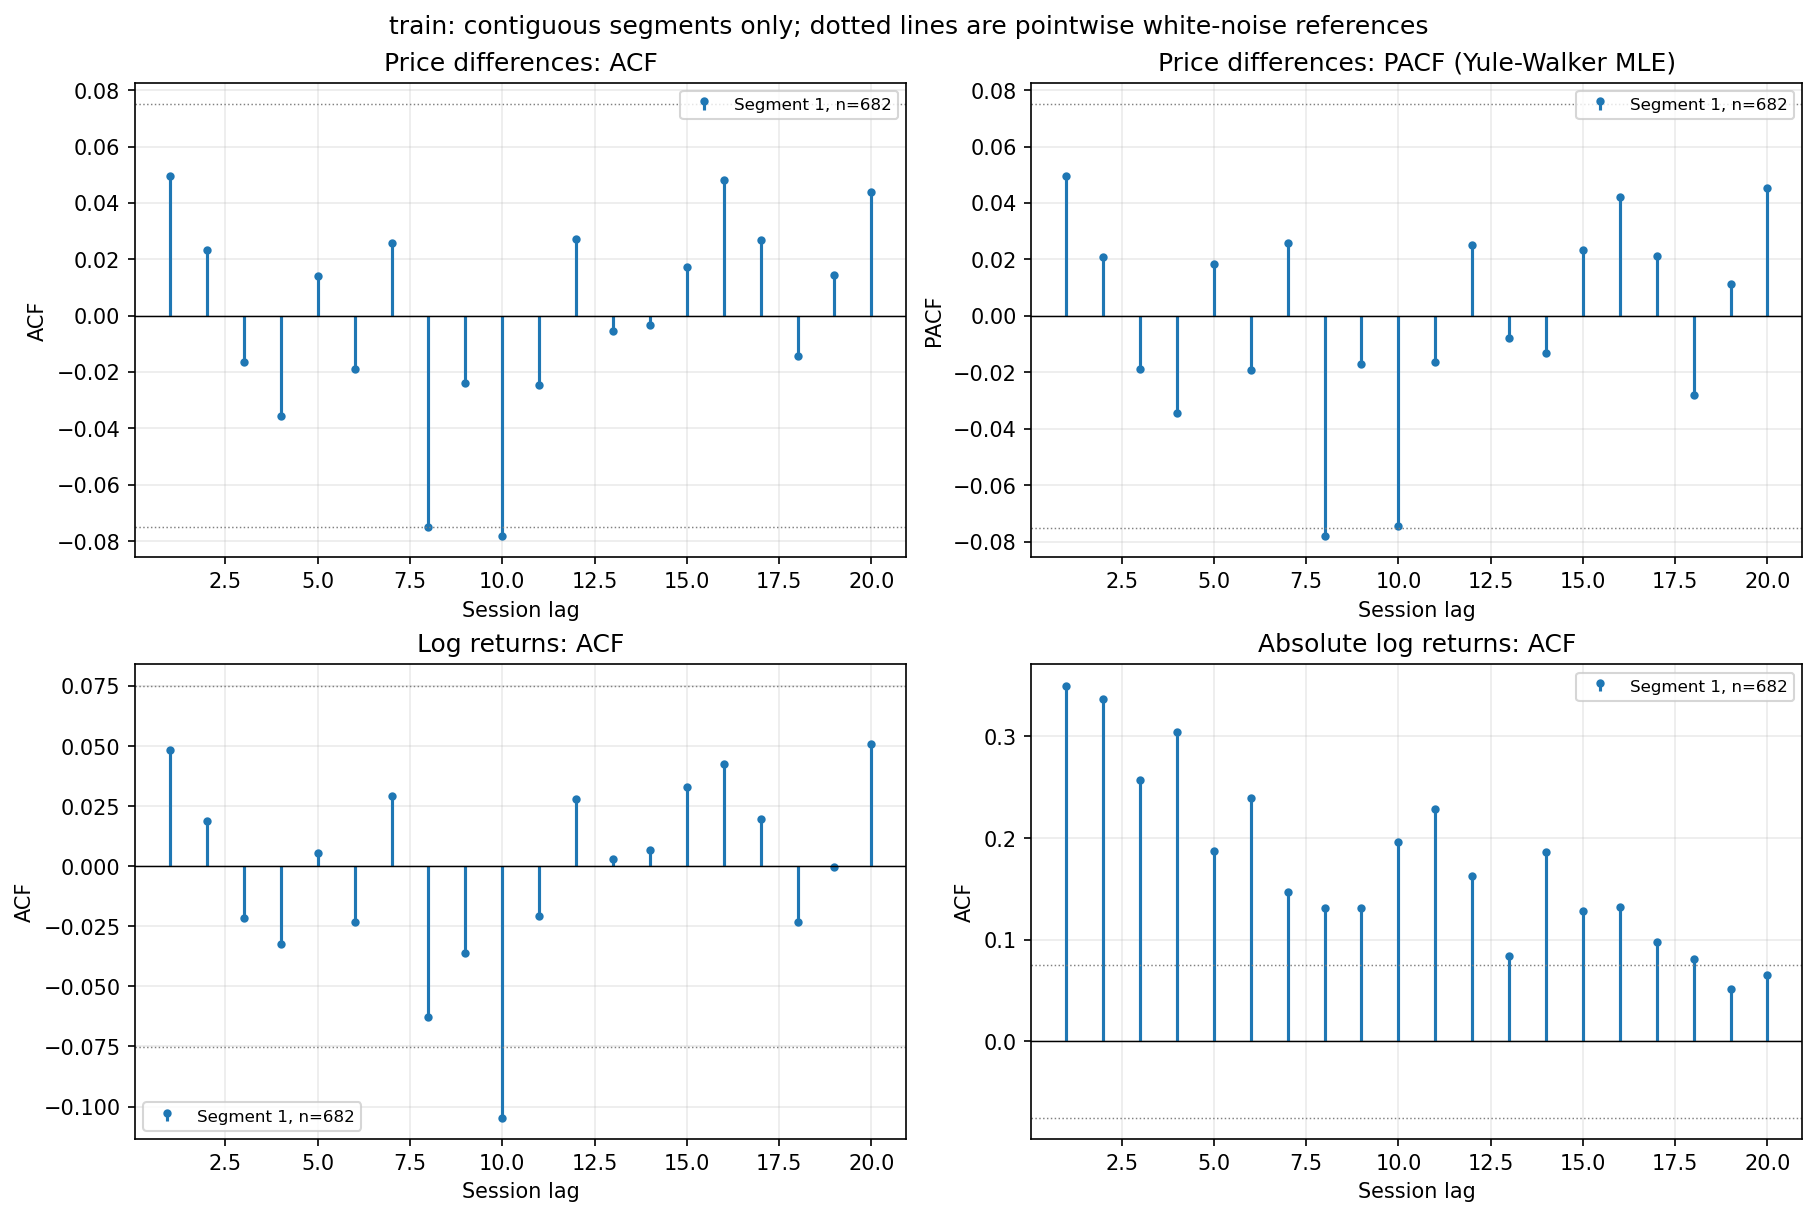 train: contiguous segments only; dotted lines are pointwise white-noise references
Price differences: ACF
0.08
0.06
0.04
0.02
0.00
−0.02
−0.04
−0.06
−0.08
ACF
Segment 1, n=682
2.5 5.0 7.5 10.0 12.5 15.0 17.5 20.0
Session lag
Price differences: PACF (Yule-Walker MLE)
0.08
0.06
0.04
0.02
0.00
−0.02
−0.04
−0.06
−0.08
PACF
Segment 1, n=682
2.5 5.0 7.5 10.0 12.5 15.0 17.5 20.0
Session lag
Log returns: ACF
0.075
0.050
0.025
0.000
−0.025
−0.050
−0.075
−0.100
ACF
Segment 1, n=682
2.5 5.0 7.5 10.0 12.5 15.0 17.5 20.0
Session lag
Absolute log returns: ACF
0.3
0.2
0.1
0.0
ACF
Segment 1, n=682
2.5 5.0 7.5 10.0 12.5 15.0 17.5 20.0
Session lag